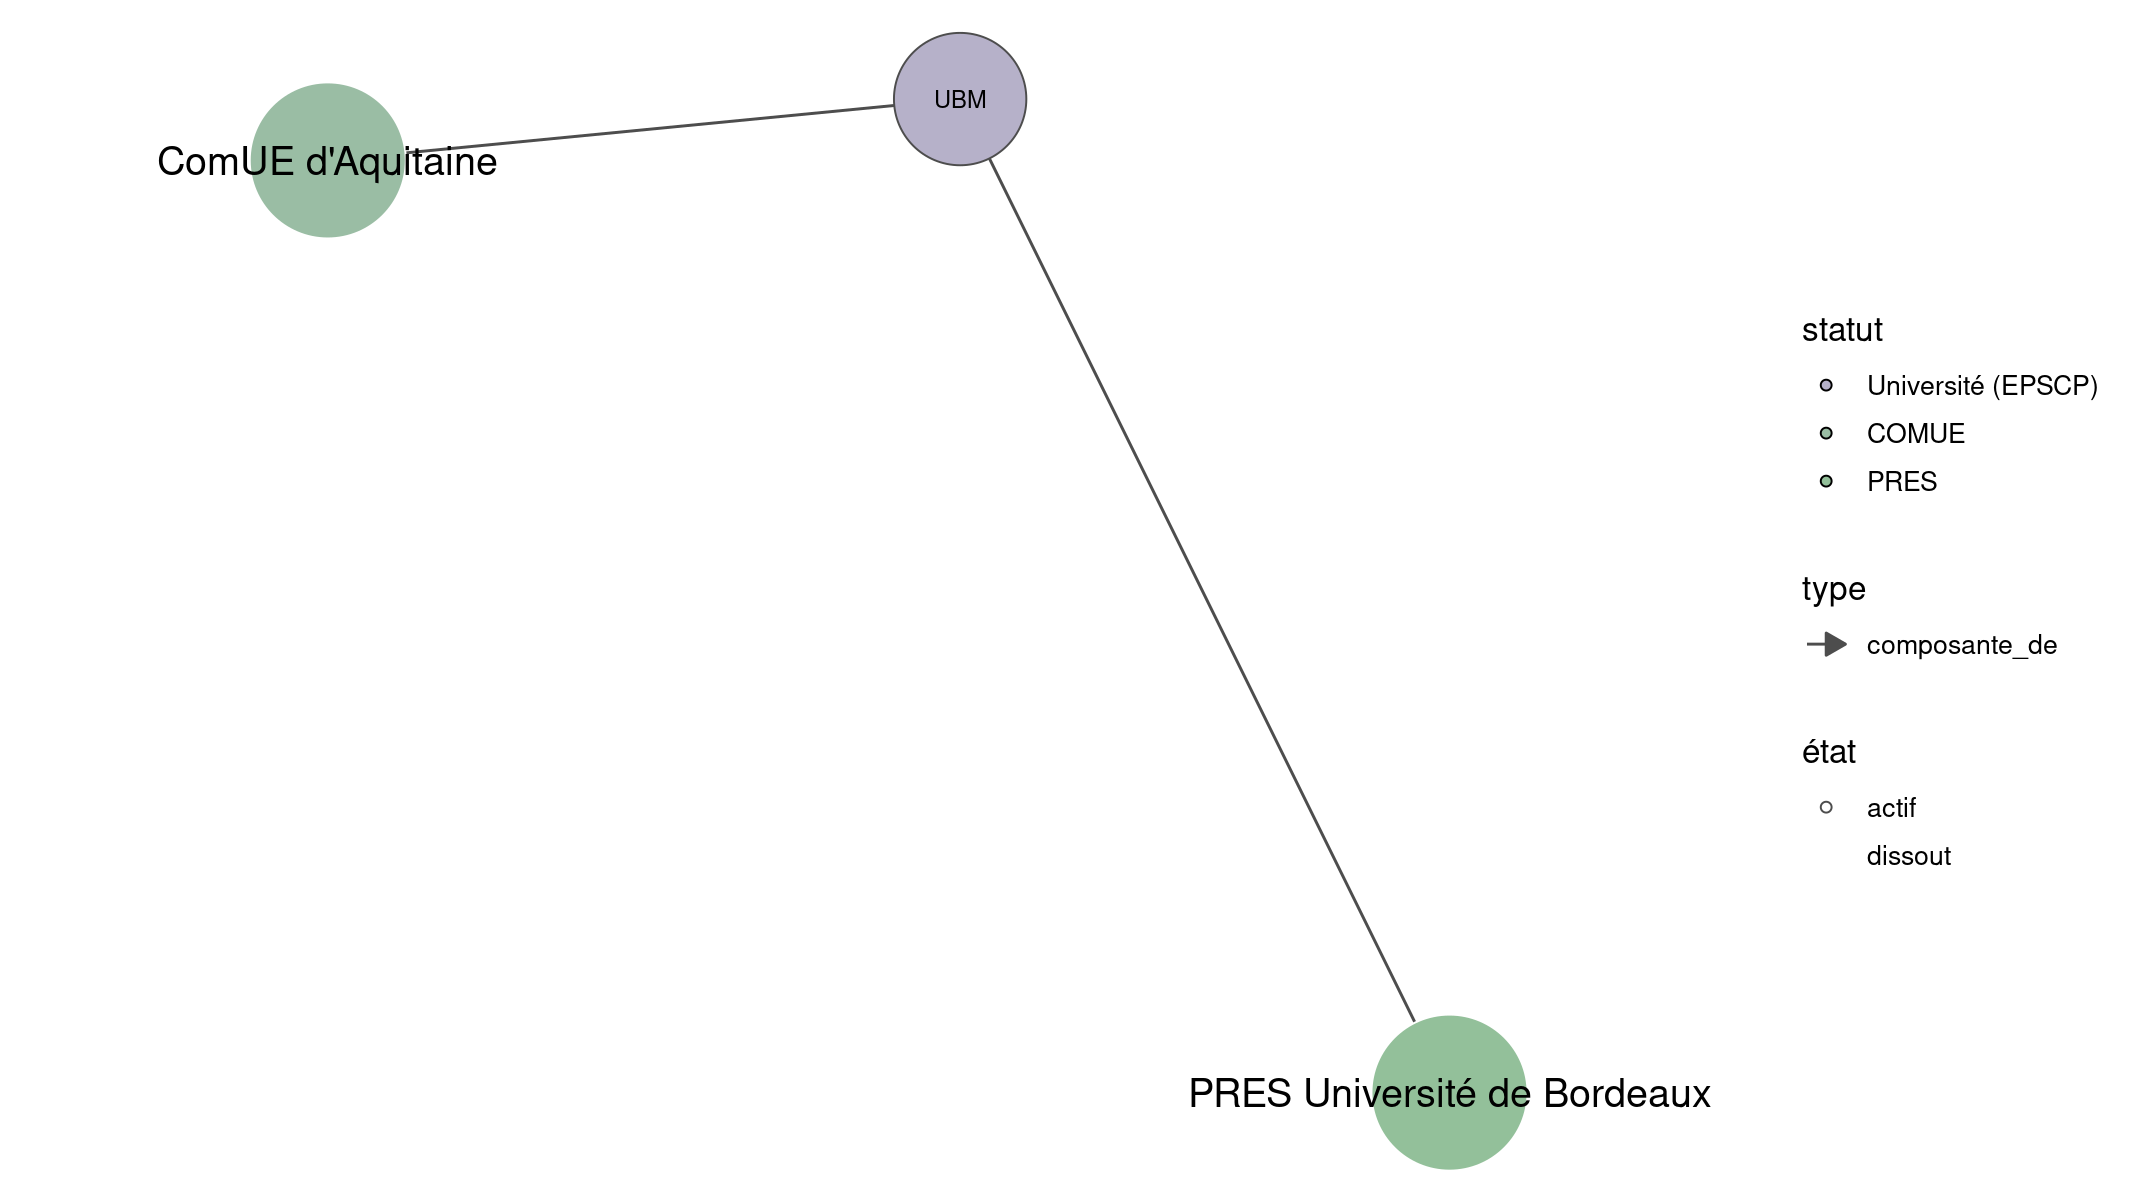 UBM
ComUE d'Aquitaine
PRES Université de Bordeaux
statut
Université (EPSCP)
COMUE
PRES
type
composante_de
état
actif
dissout